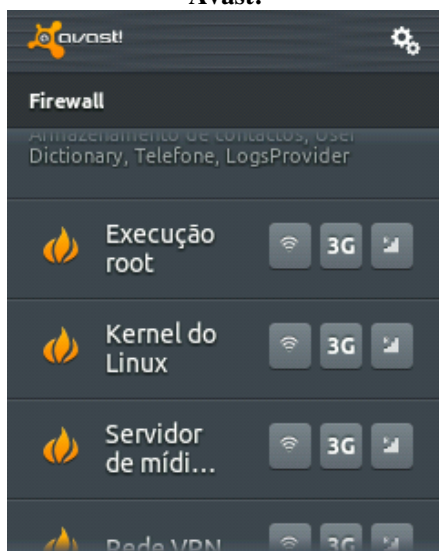 Avast!
avast!
Firewall
Armazenamento de contactos, User
Dictionary, Telefone, LogsProvider
Execução
root
3G
Kernel do
Linux
3G
Servidor
de mídi...
3G
Rede VPN
3G